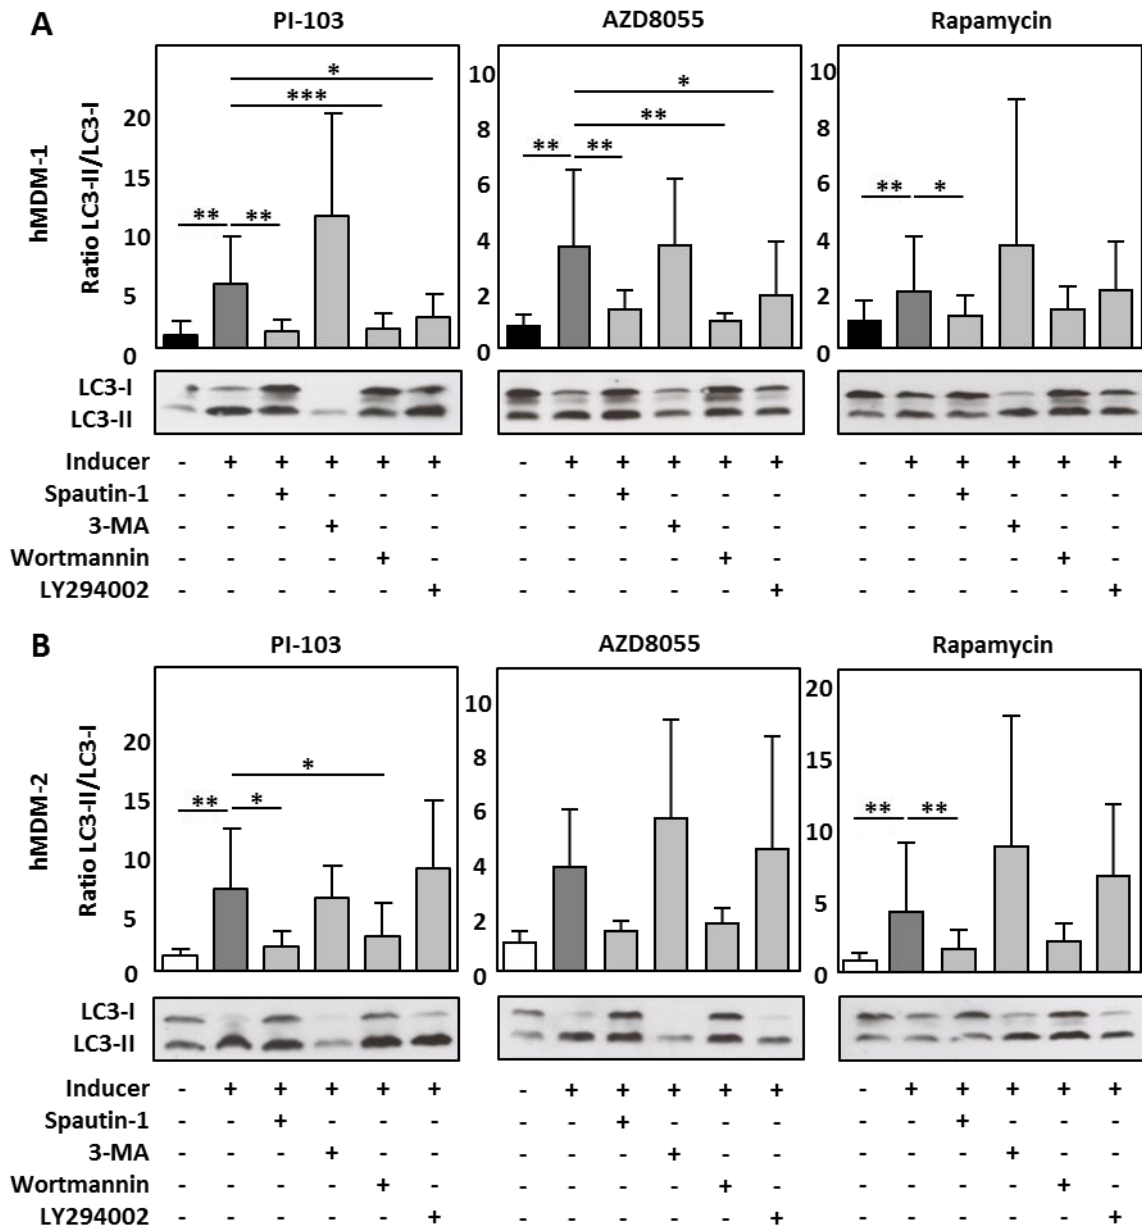 A PI-103 AZD8055 Rapamycin
hMDM-1
Ratio LC3-II/LC3-I
20
15
10
5
0
10
8
6
4
2
0
10
8
6
4
2
0
* *** ** **
* ** ** **
** *
LC3-I
LC3-II
Inducer - + + + + + - + + + + + - + + + + +
Spautin-1 - - + - - - - - + - - - - - + - - -
3-MA - - - + - - - - - + - - - - - + - -
Wortmannin - - - - + - - - - - + - - - - - + -
LY294002 - - - - - + - - - - - + - - - - - +
B PI-103 AZD8055 Rapamycin
hMDM-2
Ratio LC3-II/LC3-I
20
15
10
5
0
10
8
6
4
2
0
20
15
10
5
0
* ** *
** **
LC3-I
LC3-II
Inducer - + + + + + - + + + + + - + + + + +
Spautin-1 - - + - - - - - + - - - - - + - - -
3-MA - - - + - - - - - + - - - - - + - -
Wortmannin - - - - + - - - - - + - - - - - + -
LY294002 - - - - - + - - - - - + - - - - - +